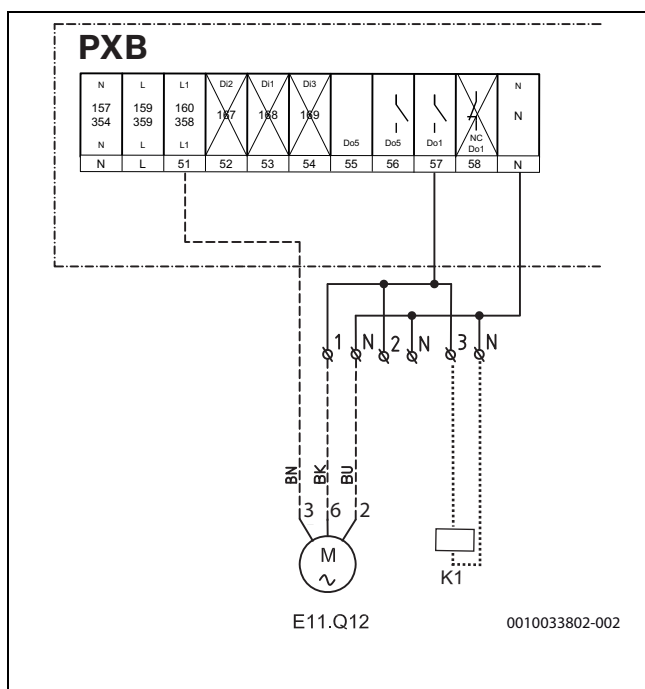 PXB
N L L1 Di2 Di1 Di3 N
157 159 160 167 168 169 N
354 359 358
N L L1 Do5 Do5 Do1 NC Do1
N L 51 52 53 54 55 56 57 58 N
1 N 2 N 3 N
BN BK BU
3 6 2
M
K1
E11.Q12
0010033802-002